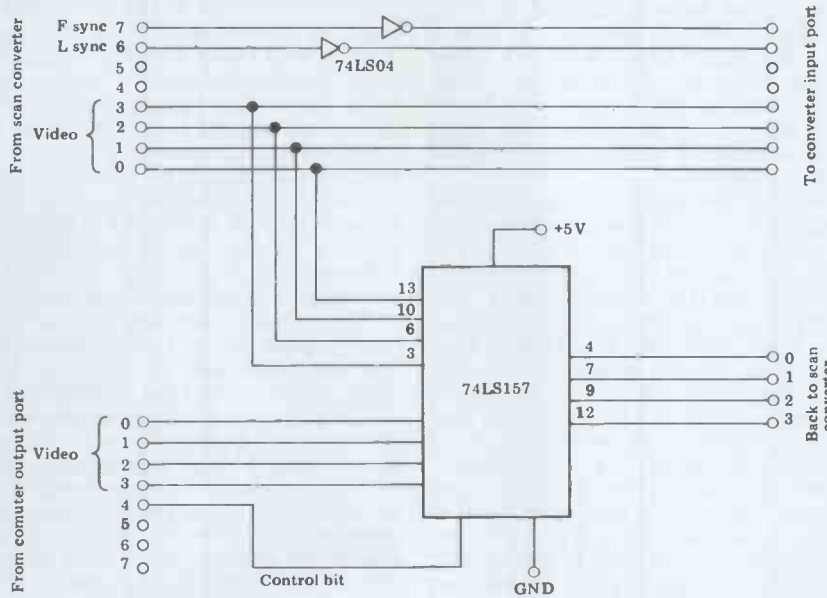 From scan converter
F sync 7
L sync 6
5
4
3
Video 2
1
0
74LS04
To converter input port
+5V
13
10
6
3
74LS157
4
7
9
12
0
1
2
3
Back to scan converter
From comuter output port
0
Video 1
2
3
4
5
6
7
Control bit
GND